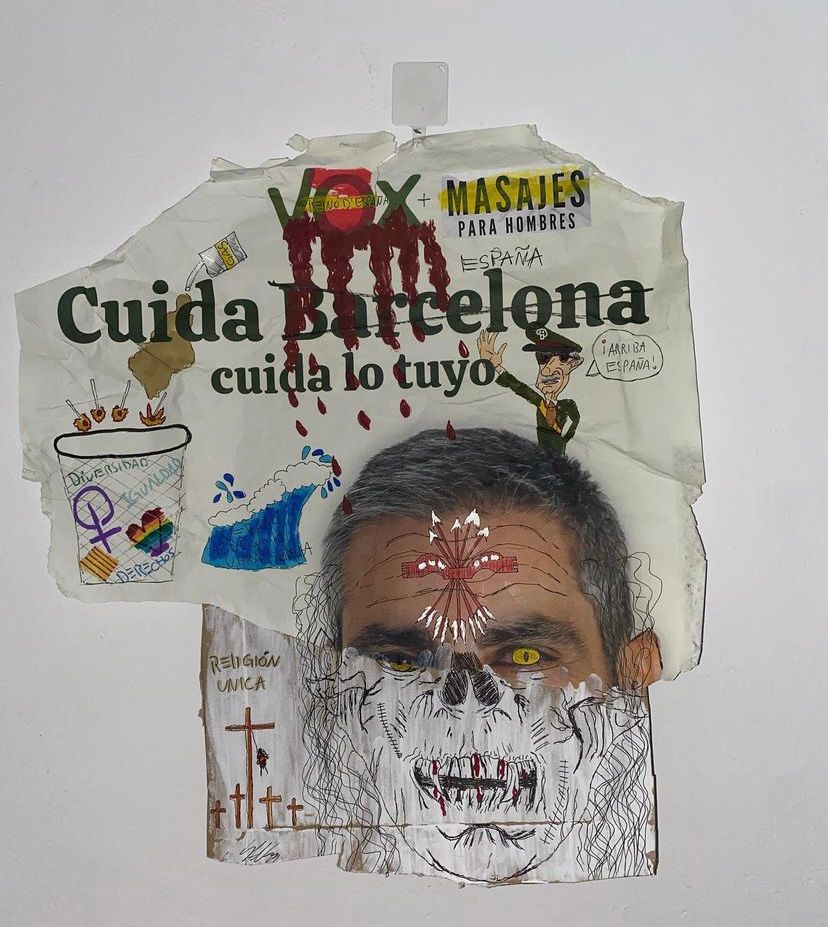 VOX + MASAJES
REINO D'ESPAÑA
PARA HOMBRES
ESPAÑA
GAS
Cuida Barcelona
cuida lo tuyo
¡ARRIBA
ESPAÑA!
DIVERSIDAD
IGUALDAD
DERECHOS
RELIGIÓN
UNICA